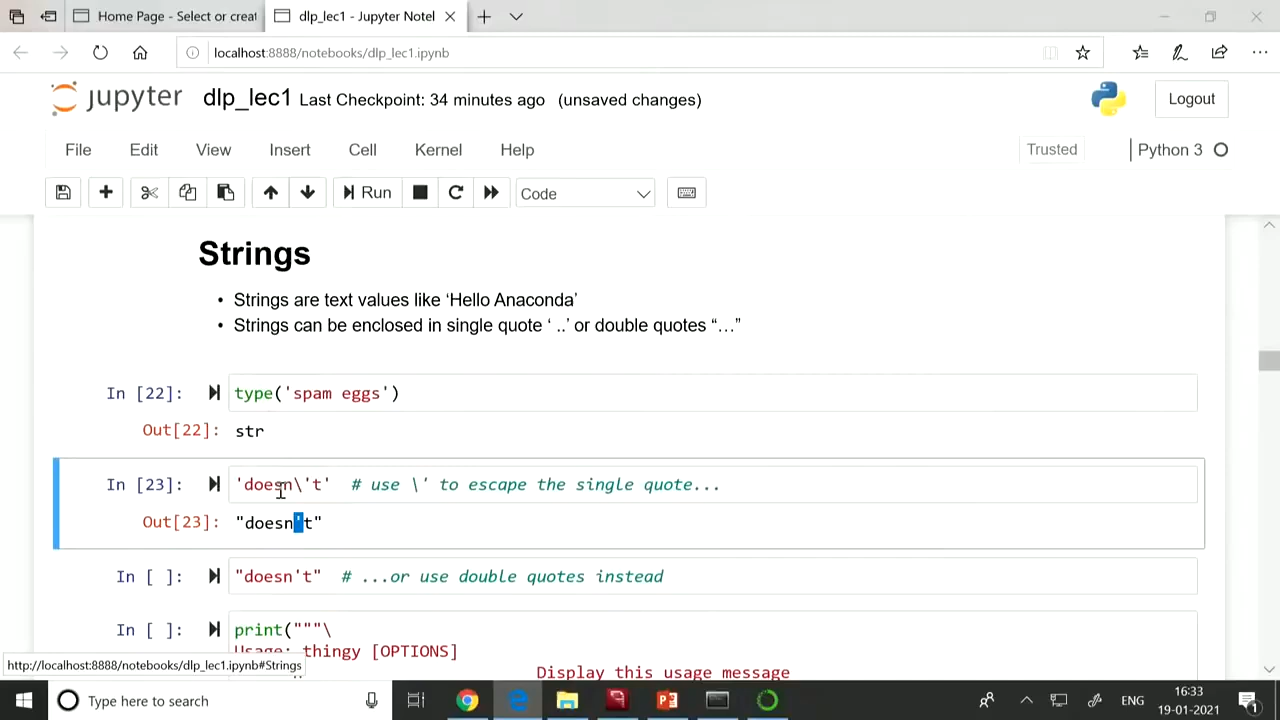 Home Page - Select or creat
dlp_lec1 - Jupyter Notel
localhost:8888/notebooks/dlp_lec1.ipynb
jupyter dlp_lec1 Last Checkpoint: 34 minutes ago (unsaved changes)
Logout
File Edit View Insert Cell Kernel Help
Trusted
Python 3
Run
Code
Strings
• Strings are text values like ‘Hello Anaconda’
• Strings can be enclosed in single quote ‘ ..’ or double quotes “…”
In [22]: type('spam eggs')
Out[22]: str
In [23]: 'doesn\'t' # use \' to escape the single quote...
Out[23]: "doesn't"
In [ ]: "doesn't" # ...or use double quotes instead
In [ ]: print("""\
Usage: thingy [OPTIONS]
Display this usage message
http://localhost:8888/notebooks/dlp_lec1.ipynb#Strings
Type here to search
ENG
16:33
19-01-2021
1